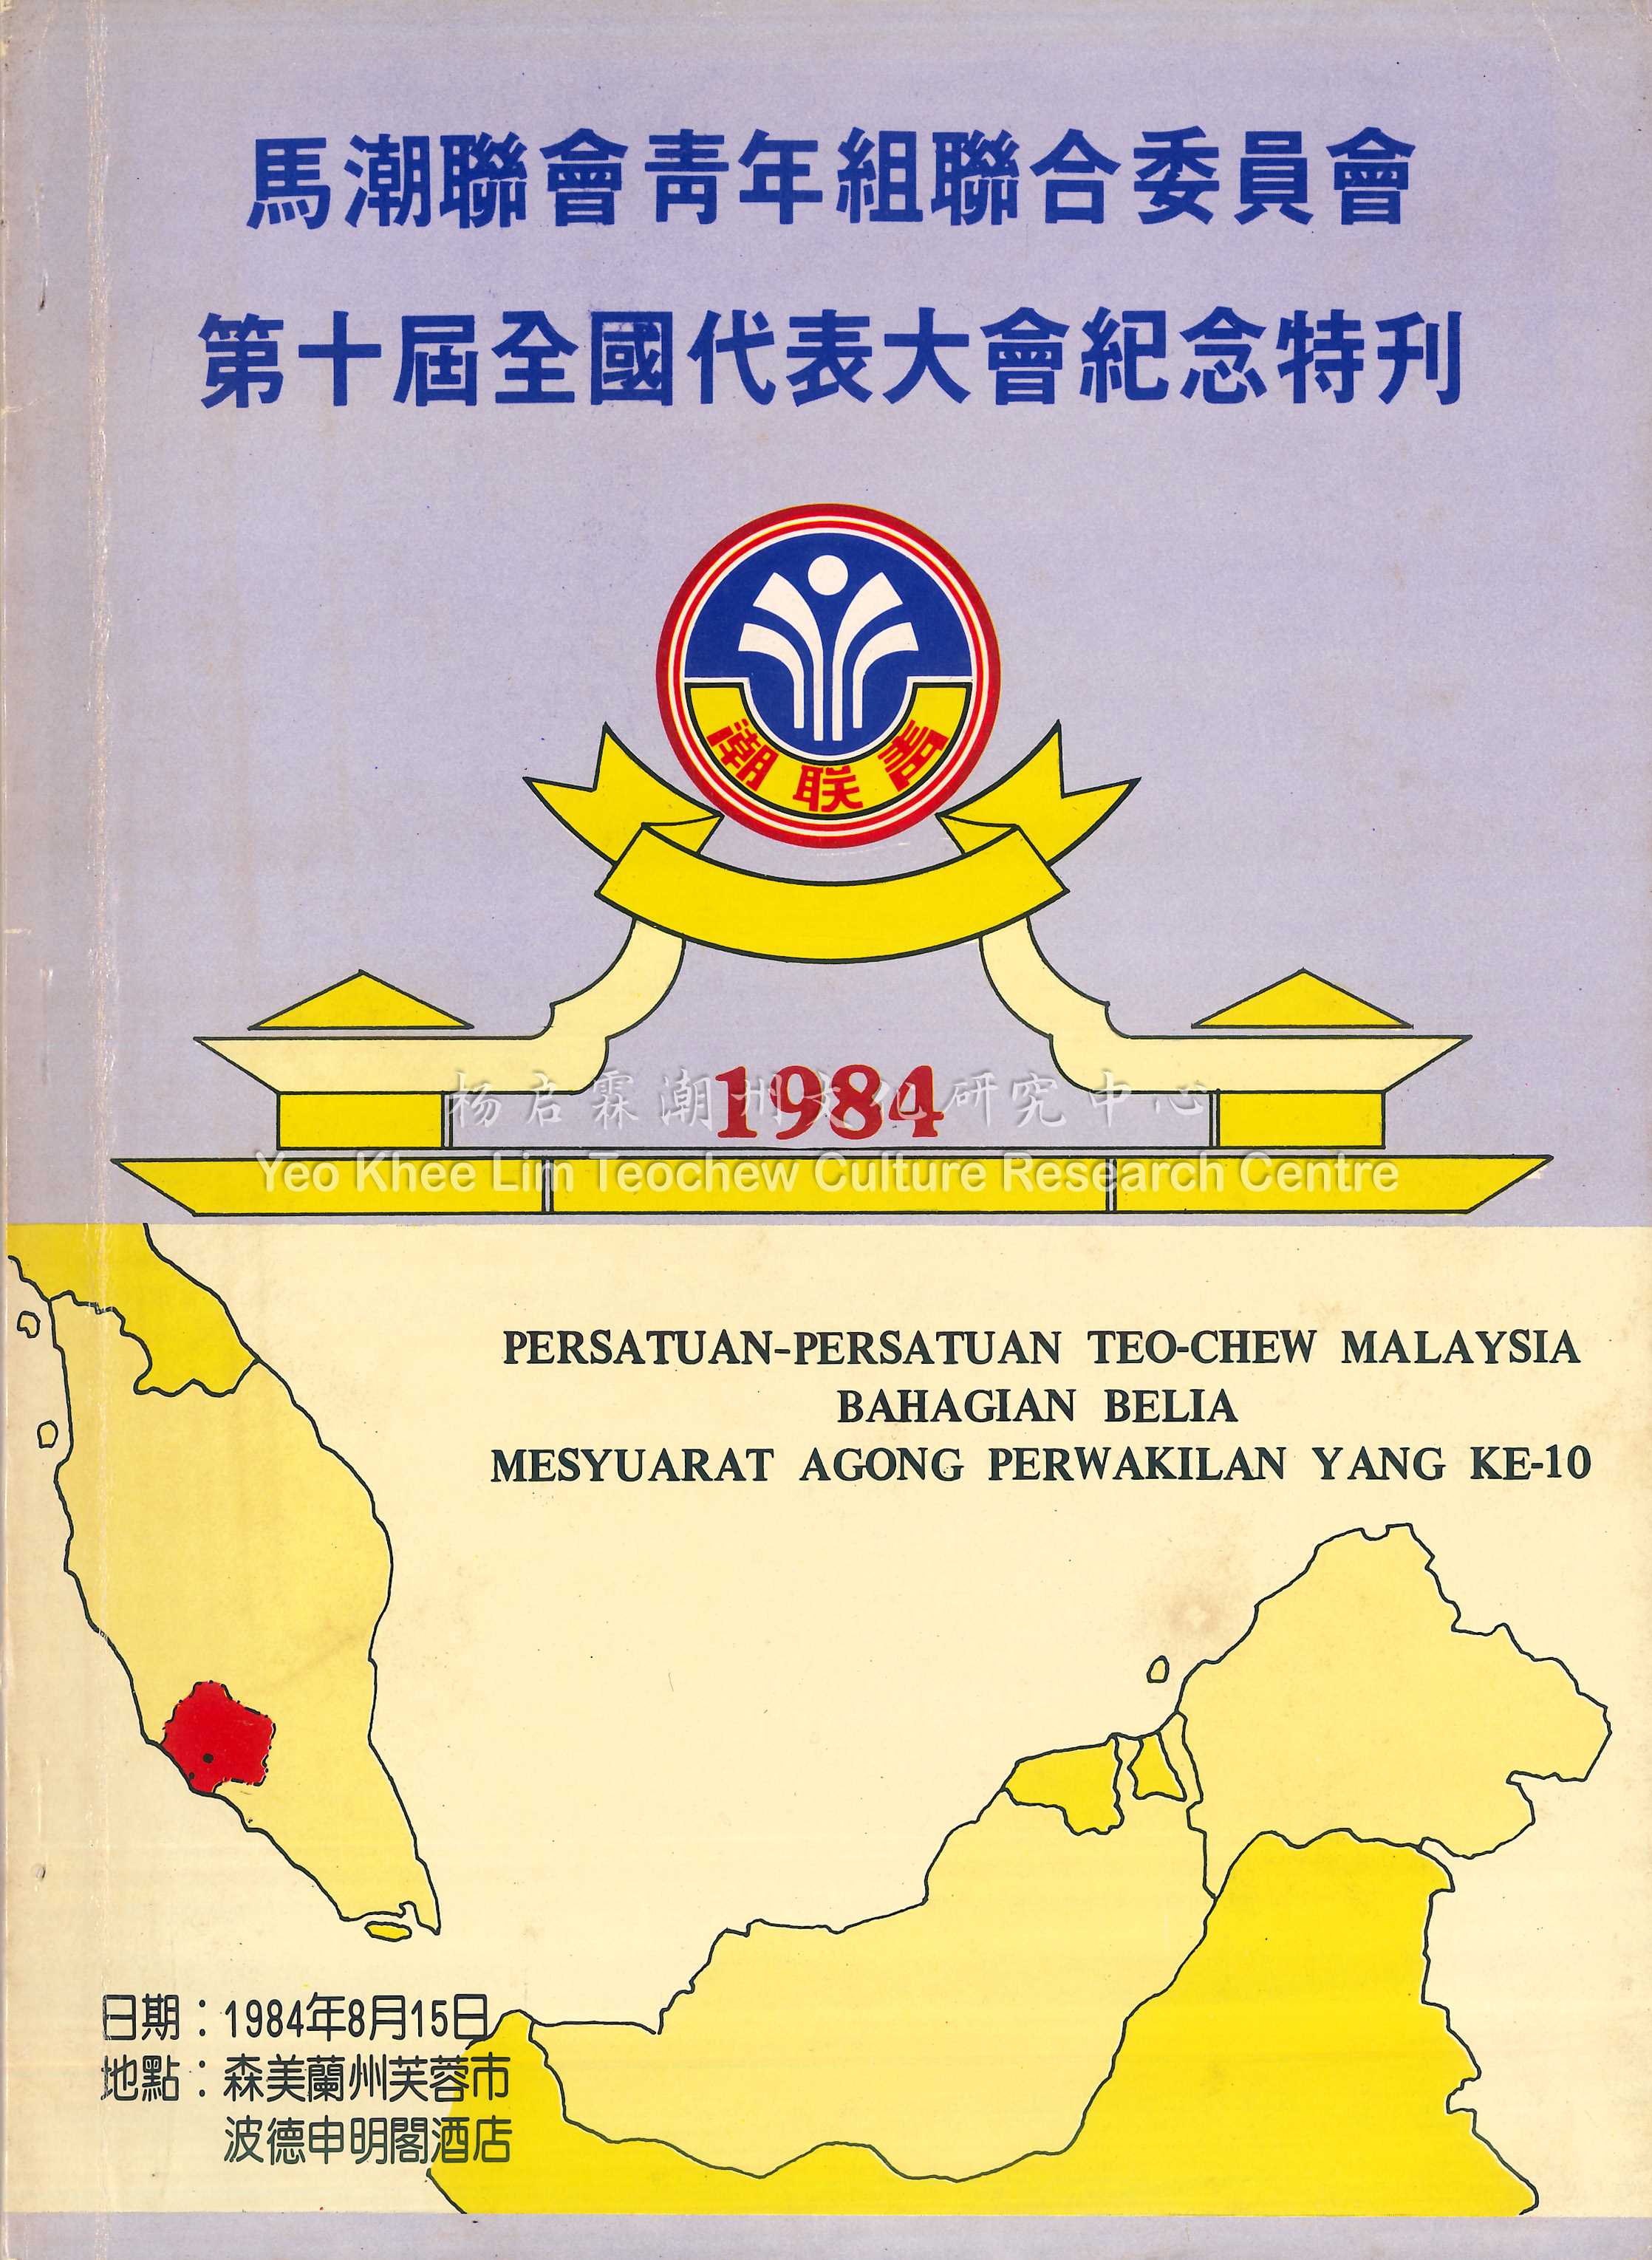 馬潮聯會青年組聯合委員會
第十屆全國代表大會紀念特刊
潮联青
1984
杨启霖潮州文化研究中心
Yeo Khee Lim Teochew Culture Research Centre
PERSATUAN-PERSATUAN TEO-CHEW MALAYSIA
BAHAGIAN BELIA
MESYUARAT AGONG PERWAKILAN YANG KE-10
日期：1984年8月15日
地點：森美蘭州芙蓉市
波德申明閣酒店